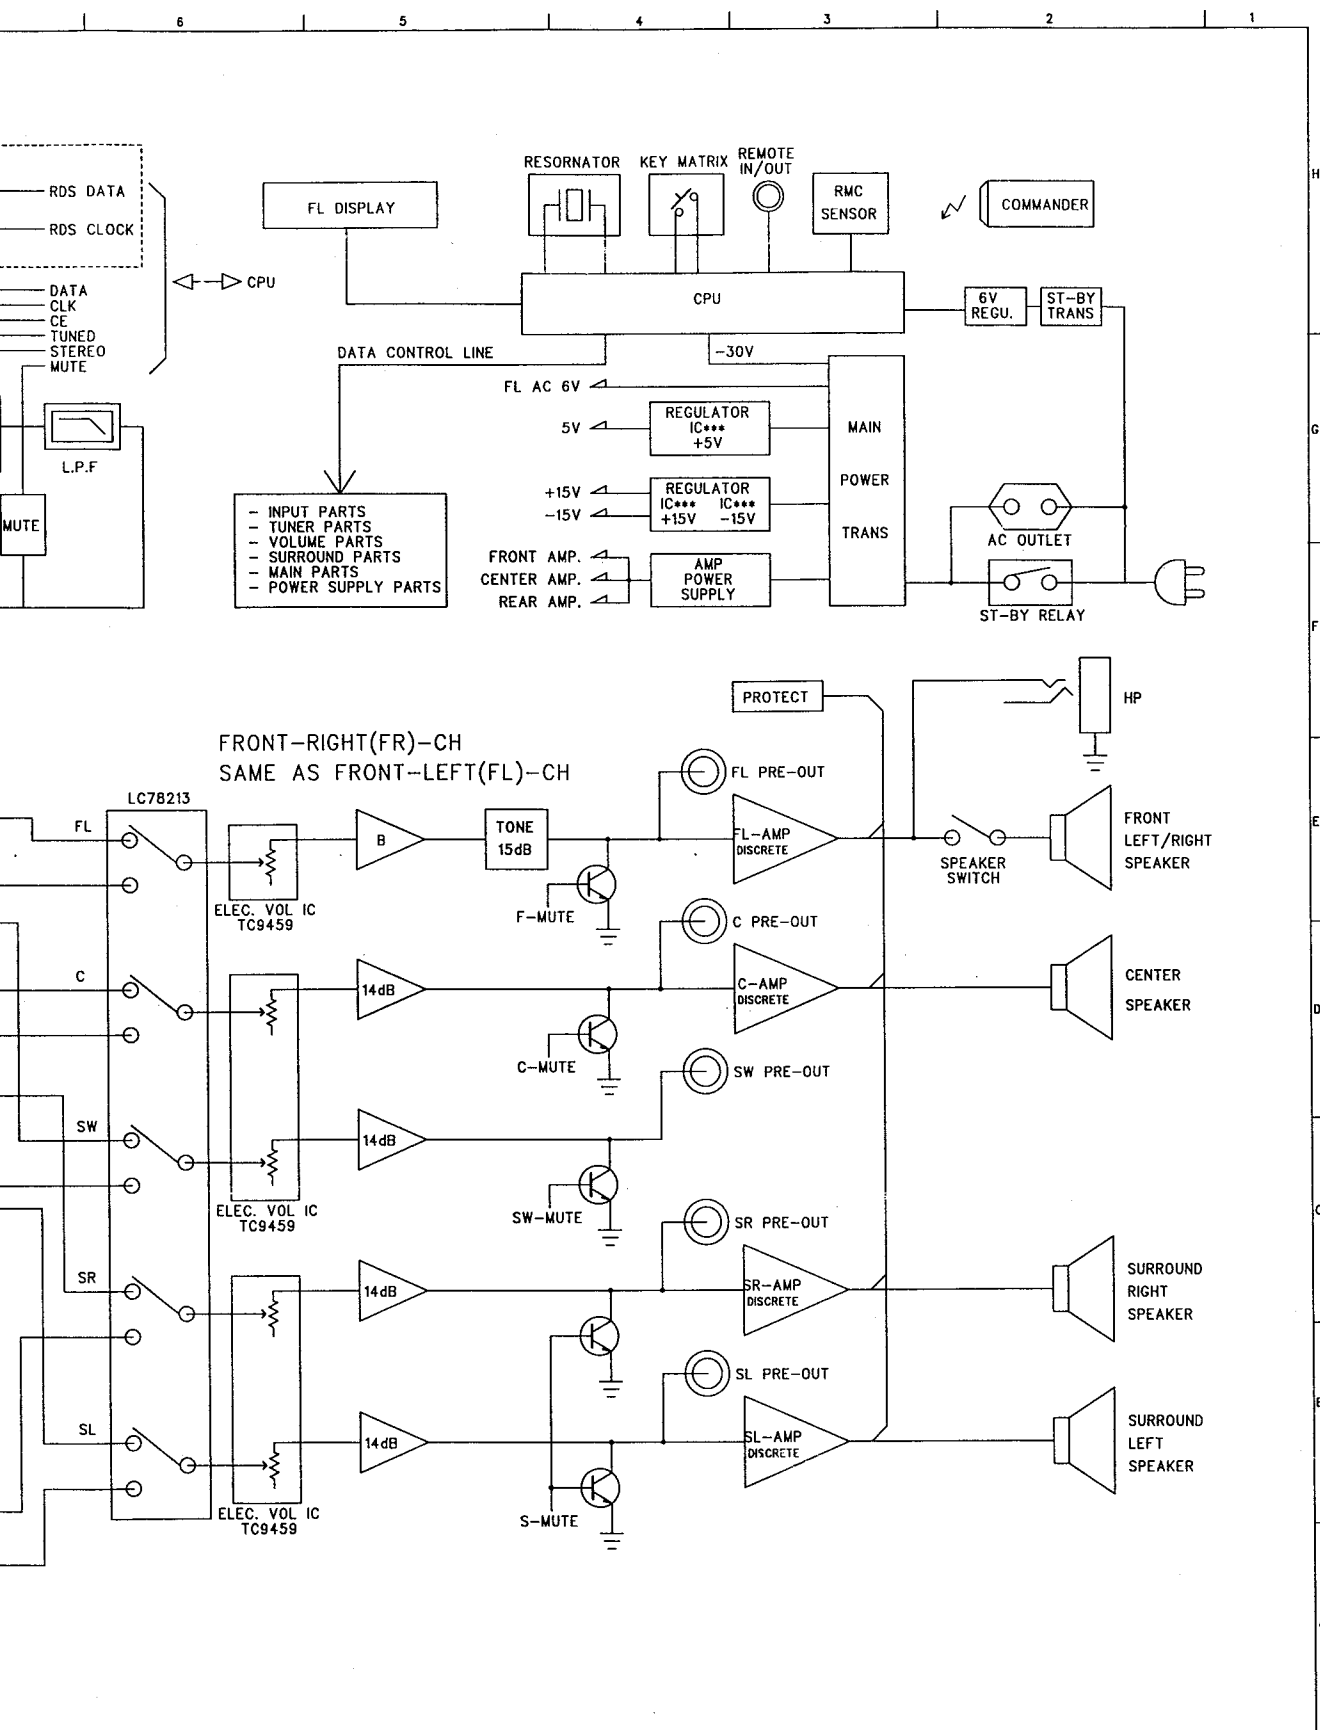 6 5 4 3 2 1
H
G
F
E
D
RDS DATA
RDS CLOCK
DATA
CLK
CE
TUNED
STEREO
MUTE
CPU
L.P.F
MUTE
FL DISPLAY
RESORNATOR
KEY MATRIX
REMOTE
IN/OUT
RMC
SENSOR
COMMANDER
CPU
6V
REGU.
ST-BY
TRANS
DATA CONTROL LINE
-30V
FL AC 6V
5V
REGULATOR
IC***
+5V
+15V
-15V
REGULATOR
IC*** IC***
+15V -15V
FRONT AMP.
CENTER AMP.
REAR AMP.
AMP
POWER
SUPPLY
MAIN
POWER
TRANS
AC OUTLET
ST-BY RELAY
- INPUT PARTS
- TUNER PARTS
- VOLUME PARTS
- SURROUND PARTS
- MAIN PARTS
- POWER SUPPLY PARTS
PROTECT
HP
FRONT-RIGHT(FR)-CH
SAME AS FRONT-LEFT(FL)-CH
LC78213
FL
ELEC. VOL IC
TC9459
B
TONE
15dB
F-MUTE
FL PRE-OUT
FL-AMP
DISCRETE
SPEAKER
SWITCH
FRONT
LEFT/RIGHT
SPEAKER
C
14dB
C-MUTE
C PRE-OUT
C-AMP
DISCRETE
CENTER
SPEAKER
SW
14dB
SW-MUTE
SW PRE-OUT
ELEC. VOL IC
TC9459
SR
14dB
SR PRE-OUT
SR-AMP
DISCRETE
SURROUND
RIGHT
SPEAKER
SL
14dB
S-MUTE
SL PRE-OUT
SL-AMP
DISCRETE
SURROUND
LEFT
SPEAKER
ELEC. VOL IC
TC9459